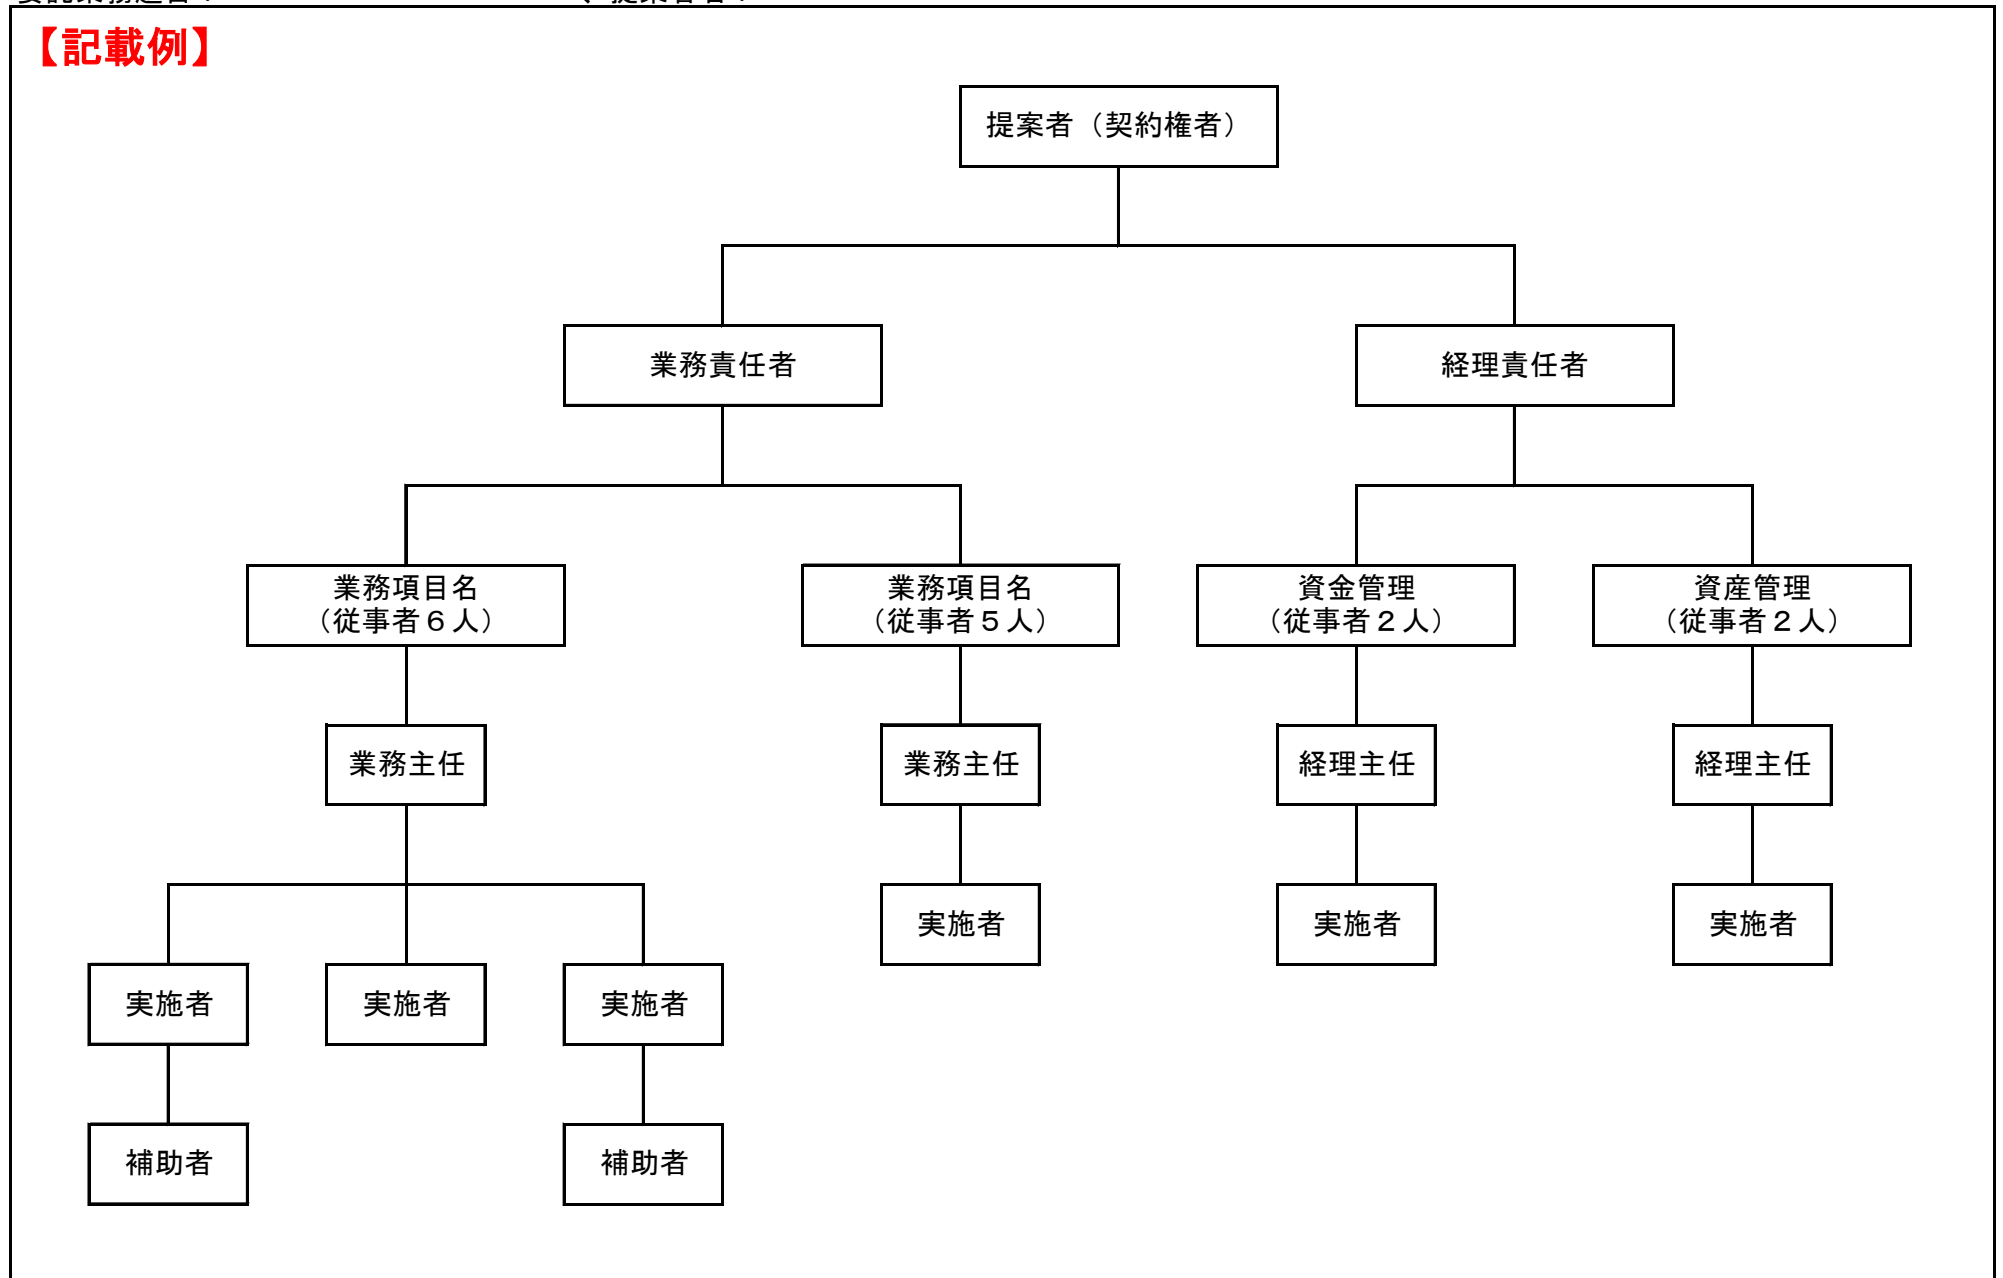 【記載例】
提案者（契約権者）
業務責任者
経理責任者
業務項目名
（従事者６人）
業務項目名
（従事者５人）
資金管理
（従事者２人）
資産管理
（従事者２人）
業務主任
業務主任
経理主任
経理主任
実施者
実施者
実施者
実施者
実施者
実施者
補助者
補助者